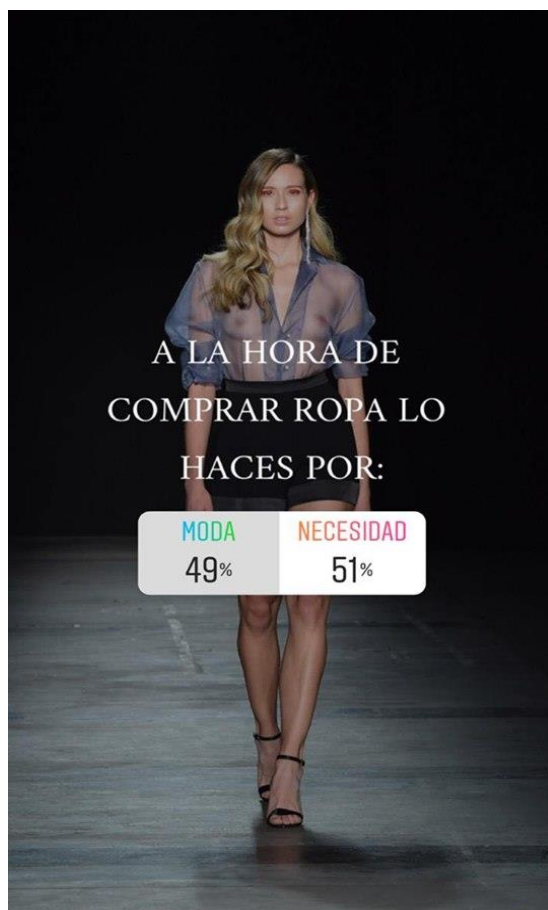 A LA HORA DE
COMPRAR ROPA LO
HACES POR:
MODA NECESIDAD
49% 51%